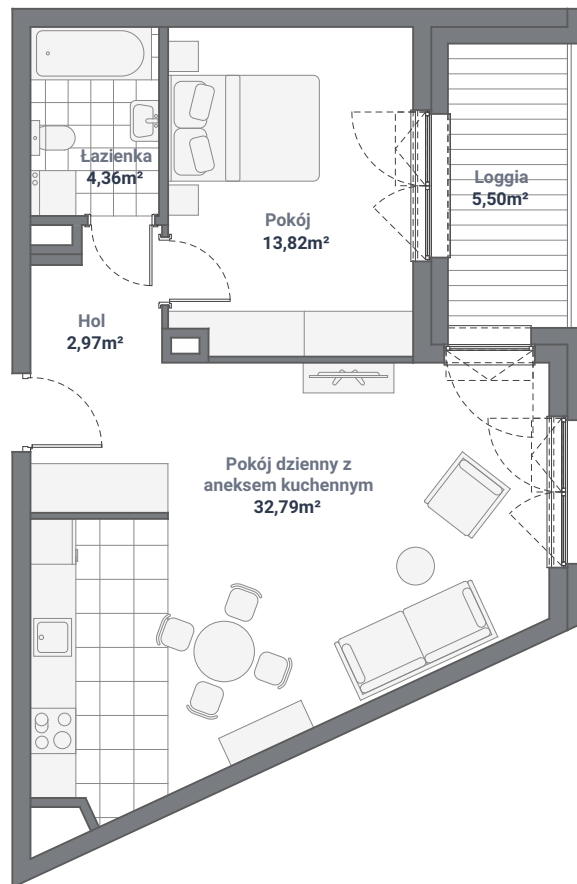 Łazienka
4,36m²
Pokój
13,82m²
Loggia
5,50m²
Hol
2,97m²
Pokój dzienny z
aneksem kuchennym
32,79m²